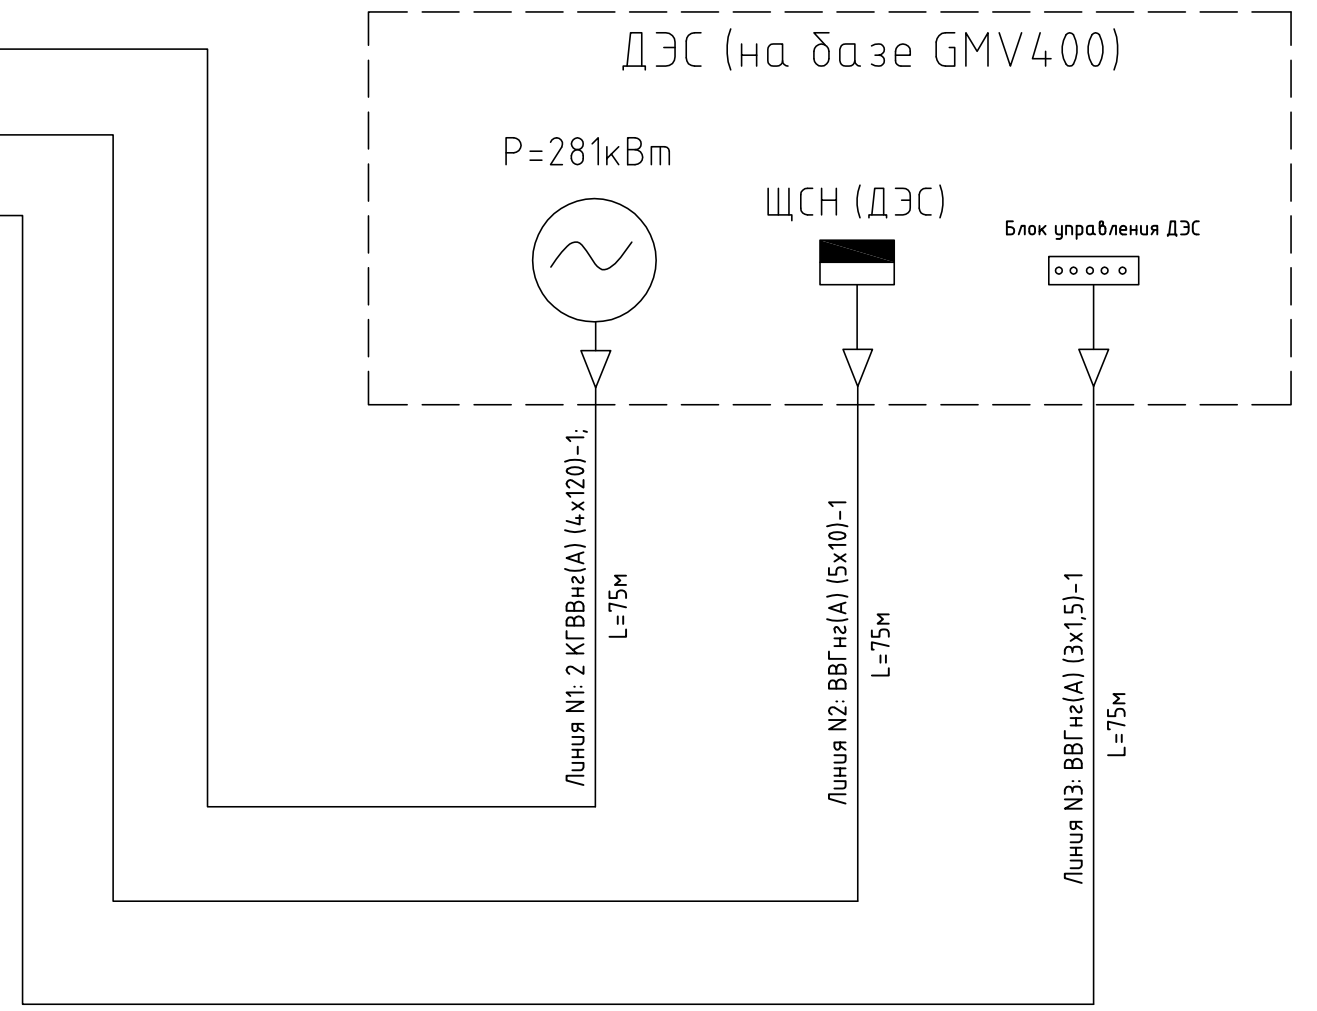 ДЭС (на базе GMV400)
P=281кВт
ЩСН (ДЭС)
Блок управления ДЭС
Линия N1: 2 КГВВнг(А) (4х120)-1;
L=75м
Линия N2: ВВГнг(А) (5х10)-1
L=75м
Линия N3: ВВГнг(А) (3х1,5)-1
L=75м